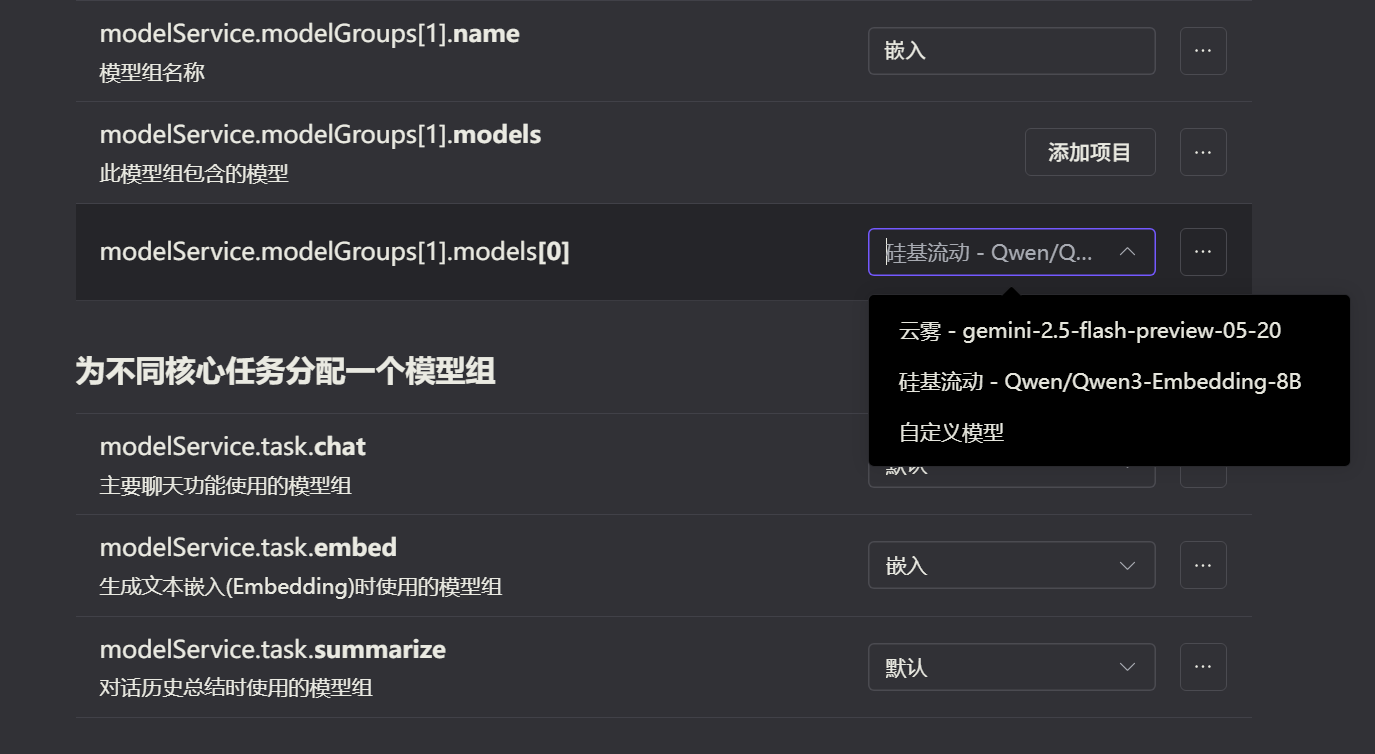 modelService.modelGroups[1].name
嵌入
...
模型组名称
modelService.modelGroups[1].models
添加项目
...
此模型组包含的模型
modelService.modelGroups[1].models[0]
硅基流动 - Qwen/Q...
...
云雾 - gemini-2.5-flash-preview-05-20
硅基流动 - Qwen/Qwen3-Embedding-8B
自定义模型
为不同核心任务分配一个模型组
modelService.task.chat
默认
主要聊天功能使用的模型组
modelService.task.embed
嵌入
...
生成文本嵌入(Embedding)时使用的模型组
modelService.task.summarize
默认
...
对话历史总结时使用的模型组